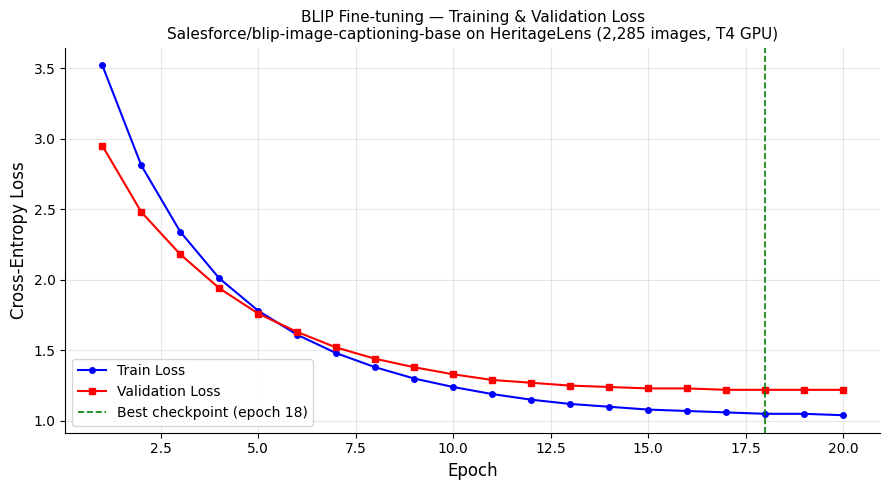 BLIP Fine-tuning — Training & Validation Loss
Salesforce/blip-image-captioning-base on HeritageLens (2,285 images, T4 GPU)
Cross-Entropy Loss
3.5
3.0
2.5
2.0
1.5
1.0
Train Loss
Validation Loss
Best checkpoint (epoch 18)
2.5 5.0 7.5 10.0 12.5 15.0 17.5 20.0
Epoch